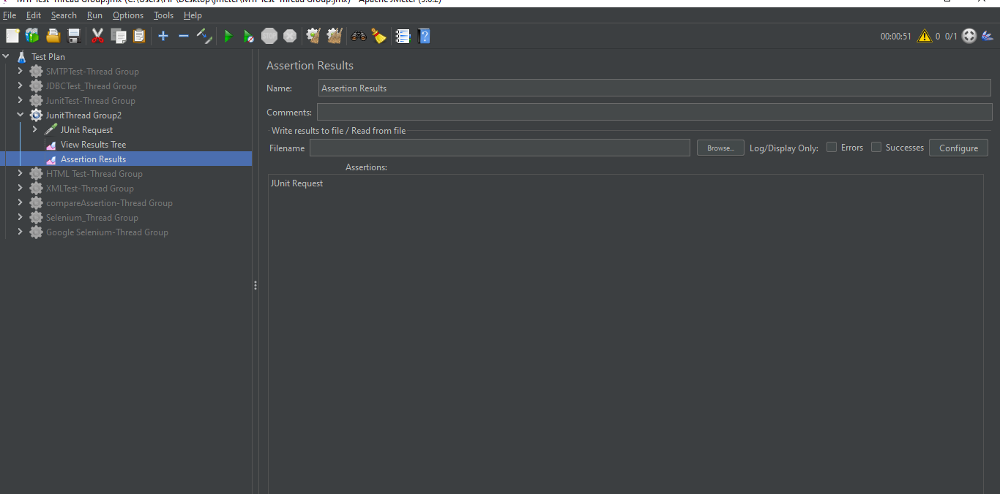 File Edit Search Run Options Tools Help
STOP
00:00:51 0 0/1
Test Plan
SMTPTest-Thread Group
JDBCTest_Thread Group
JunitTest-Thread Group
JunitThread Group2
JUnit Request
View Results Tree
Assertion Results
HTML Test-Thread Group
XMLTest-Thread Group
compareAssertion-Thread Group
Selenium_Thread Group
Google Selenium-Thread Group
Assertion Results
Name: Assertion Results
Comments:
Write results to file / Read from file
Filename Browse... Log/Display Only: Errors Successes Configure
Assertions:
JUnit Request